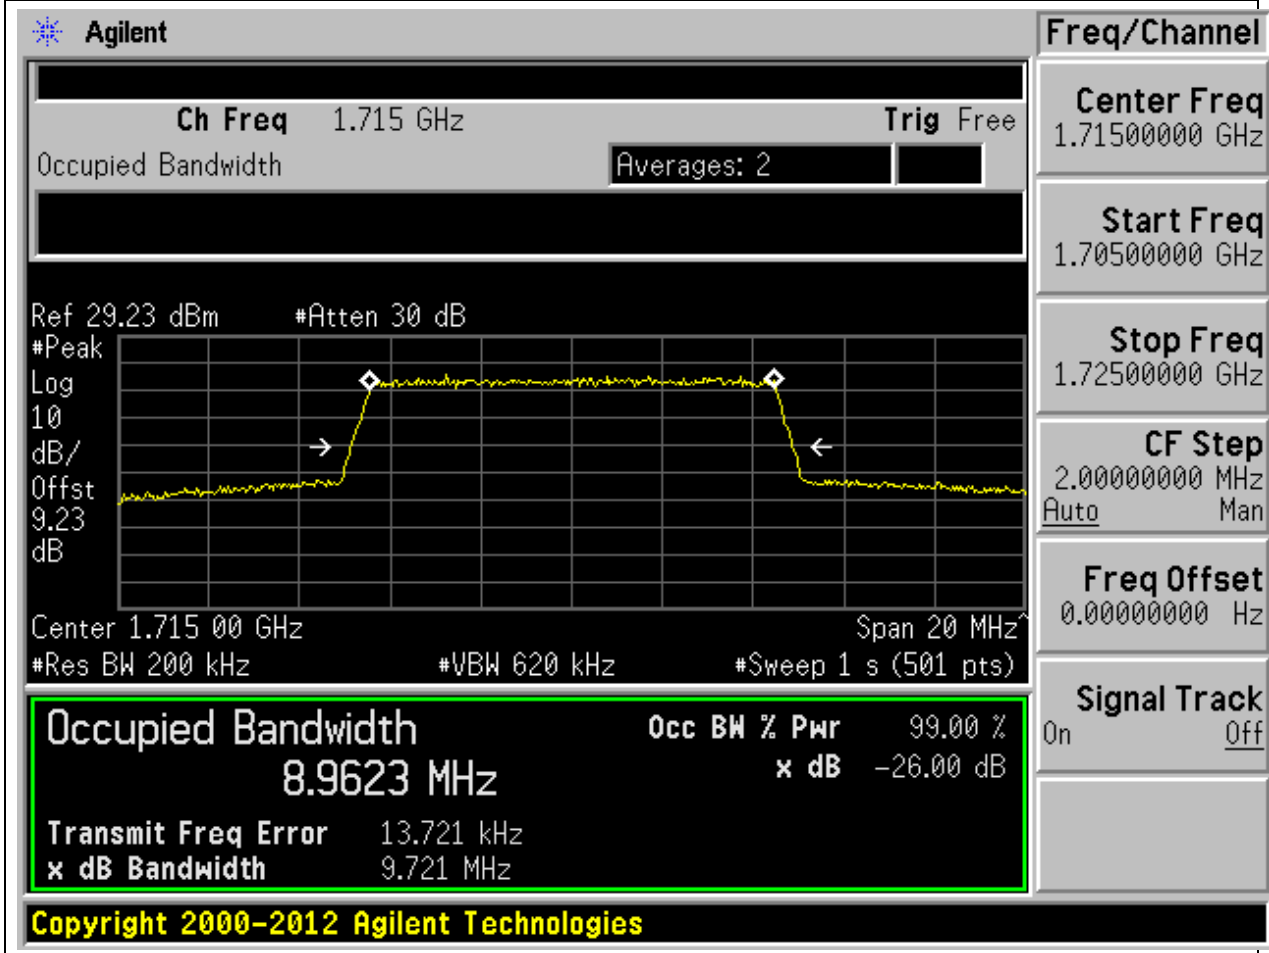 Agilent
Freq/Channel
Ch Freq 1.715 GHz Trig Free
Occupied Bandwidth Averages: 2
Center Freq
1.71500000 GHz
Start Freq
1.70500000 GHz
Stop Freq
1.72500000 GHz
CF Step
2.00000000 MHz
Auto Man
Freq Offset
0.00000000 Hz
Signal Track
On Off
Ref 29.23 dBm #Atten 30 dB
#Peak
Log
10
dB/
Offst
9.23
dB
Center 1.715 00 GHz Span 20 MHz^
#Res BW 200 kHz #VBW 620 kHz #Sweep 1 s (501 pts)
Occupied Bandwidth Occ BW % Pwr 99.00 %
8.9623 MHz x dB -26.00 dB
Transmit Freq Error 13.721 kHz
x dB Bandwidth 9.721 MHz
Copyright 2000-2012 Agilent Technologies